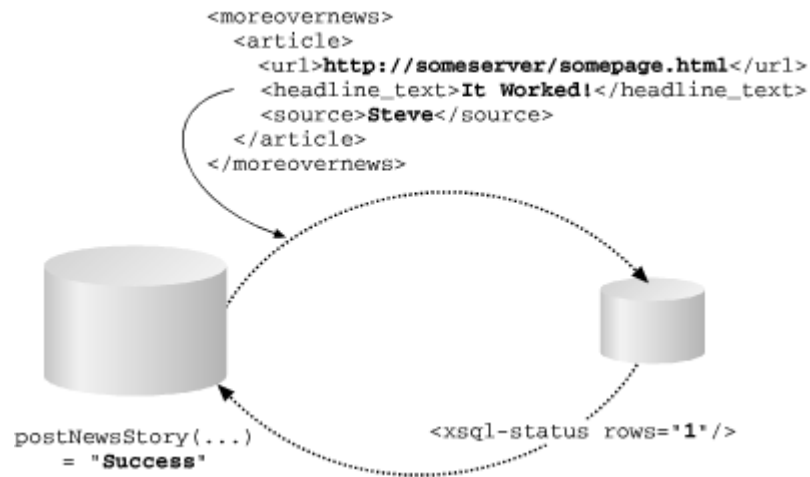 <moreovernews>
<article>
<url>http://someserver/somepage.html</url>
<headline_text>It Worked!</headline_text>
<source>Steve</source>
</article>
</moreovernews>
postNewsStory(...)
= "Success"
<xsql-status rows="1"/>